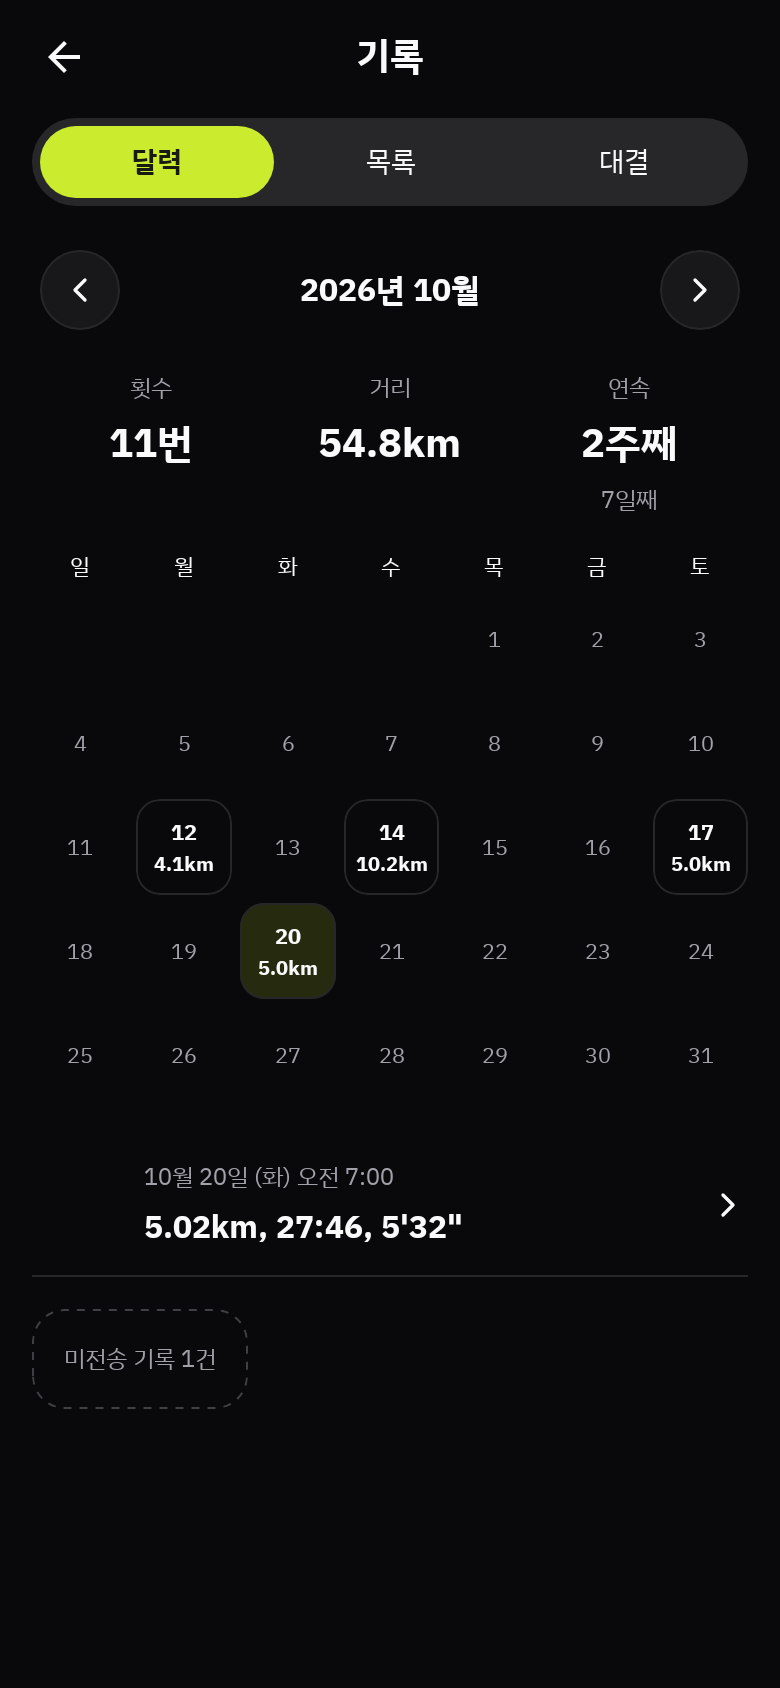 기록
달력 목록 대결
2026년 10월
횟수 거리 연속
11번 54.8km 2주째
7일째
일 월 화 수 목 금 토
1 2 3
4 5 6 7 8 9 10
11 12 13 14 15 16 17
4.1km 10.2km 5.0km
18 19 20 21 22 23 24
5.0km
25 26 27 28 29 30 31
10월 20일 (화) 오전 7:00
5.02km, 27:46, 5'32"
미전송 기록 1건